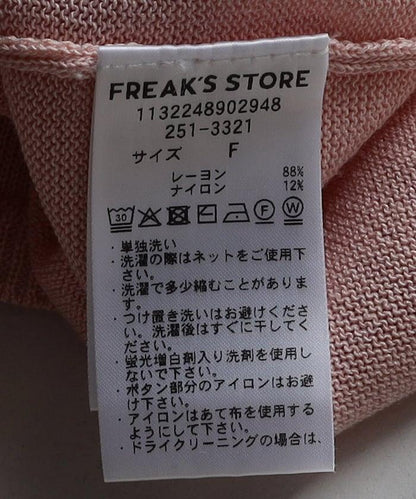 FREAK'S STORE
1132248902948
251-3321
サイズ F
レーヨン 88%
ナイロン 12%
30 F W
・単独洗い
・洗濯の際はネットをご使用下
さい。
・洗濯で多少縮むことがありま
す。
・つけ置き洗いはお避けくださ
い。洗濯後はすぐに干してくだ
さい。
・蛍光増白剤入り洗剤を使用し
ないで下さい。
・ボタン部分のアイロンはお避
け下さい。
・アイロンはあて布を使用する
ようにして下さい。
・ドライクリーニングの場合は、